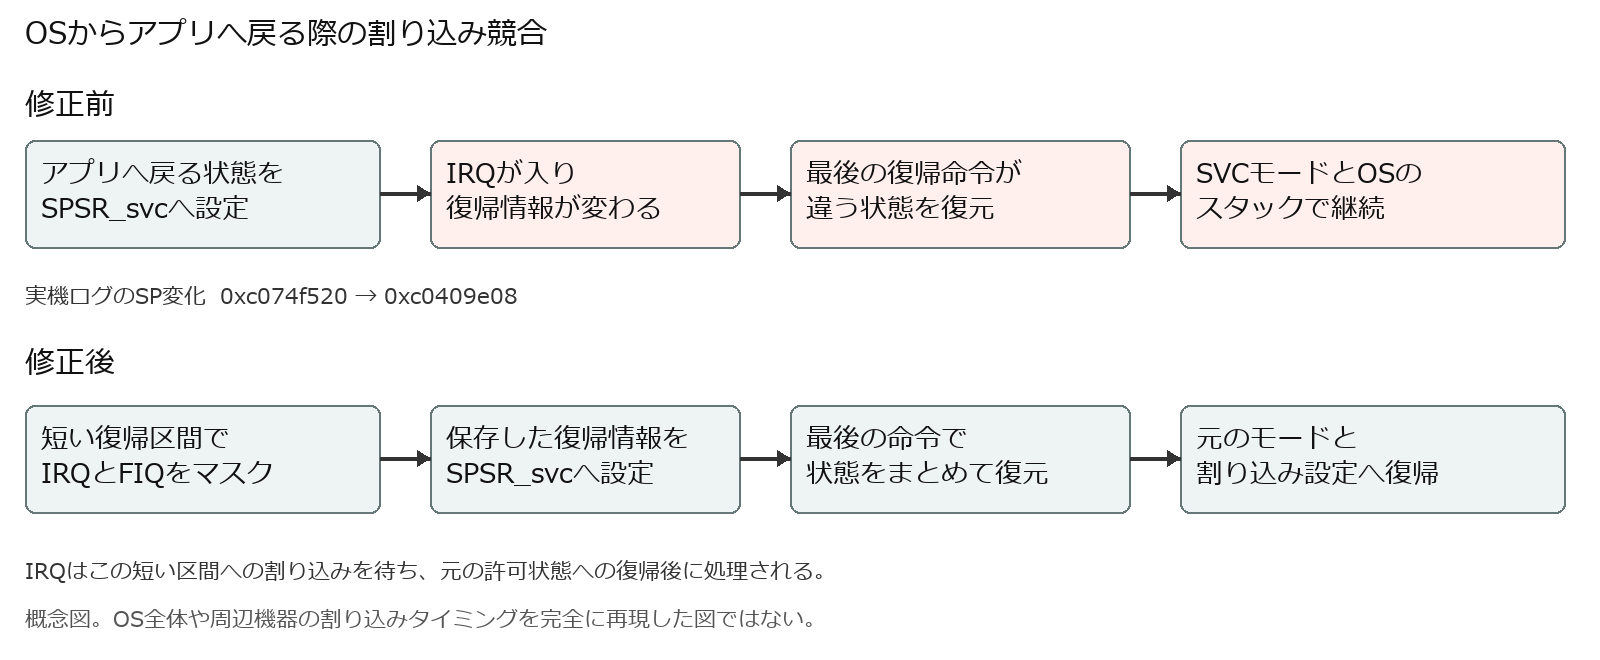 OSからアプリへ戻る際の割り込み競合
修正前
アプリへ戻る状態を
SPSR_svcへ設定
IRQが入り
復帰情報が変わる
最後の復帰命令が
違う状態を復元
SVCモードとOSの
スタックで継続
実機ログのSP変化 0xc074f520 → 0xc0409e08
修正後
短い復帰区間で
IRQとFIQをマスク
保存した復帰情報を
SPSR_svcへ設定
最後の命令で
状態をまとめて復元
元のモードと
割り込み設定へ復帰
IRQはこの短い区間への割り込みを待ち、元の許可状態への復帰後に処理される。
概念図。OS全体や周辺機器の割り込みタイミングを完全に再現した図ではない。